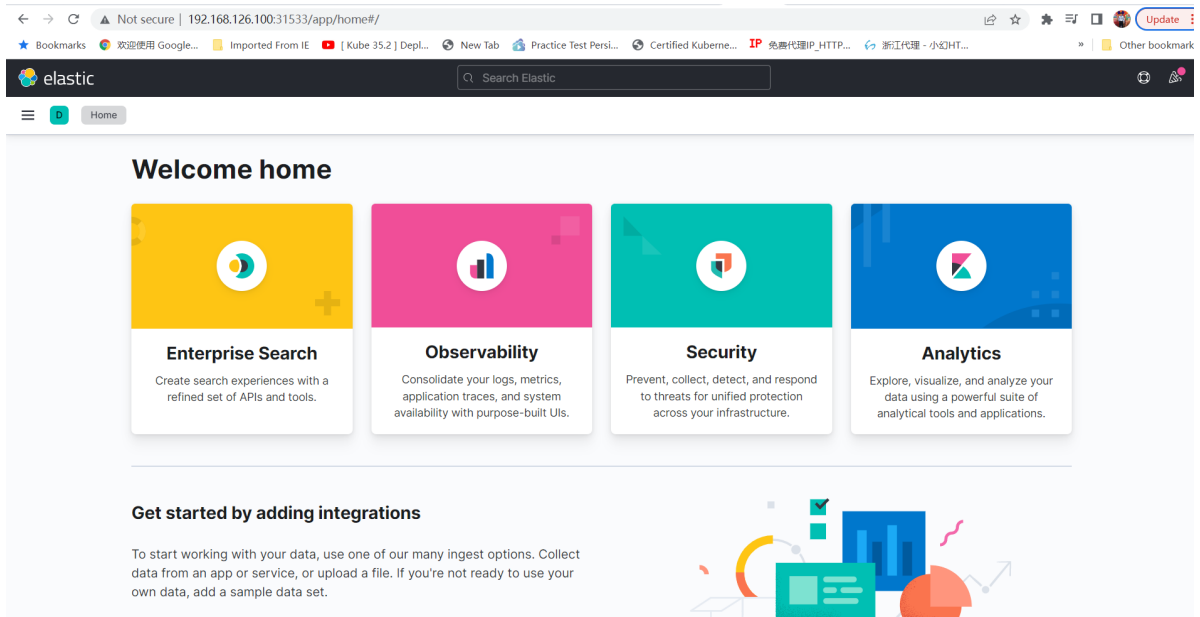 Not secure | 192.168.126.100:31533/app/home#/
Update
Bookmarks 欢迎使用 Google... Imported From IE [ Kube 35.2 ] Depl... New Tab Practice Test Persi... Certified Kuberne... IP 免费代理IP_HTTP... 浙江代理 - 小幻HT... » Other bookmark
elastic
Search Elastic
D Home
Welcome home
Enterprise Search
Create search experiences with a
refined set of APIs and tools.
Observability
Consolidate your logs, metrics,
application traces, and system
availability with purpose-built UIs.
Security
Prevent, collect, detect, and respond
to threats for unified protection
across your infrastructure.
Analytics
Explore, visualize, and analyze your
data using a powerful suite of
analytical tools and applications.
Get started by adding integrations
To start working with your data, use one of our many ingest options. Collect
data from an app or service, or upload a file. If you're not ready to use your
own data, add a sample data set.